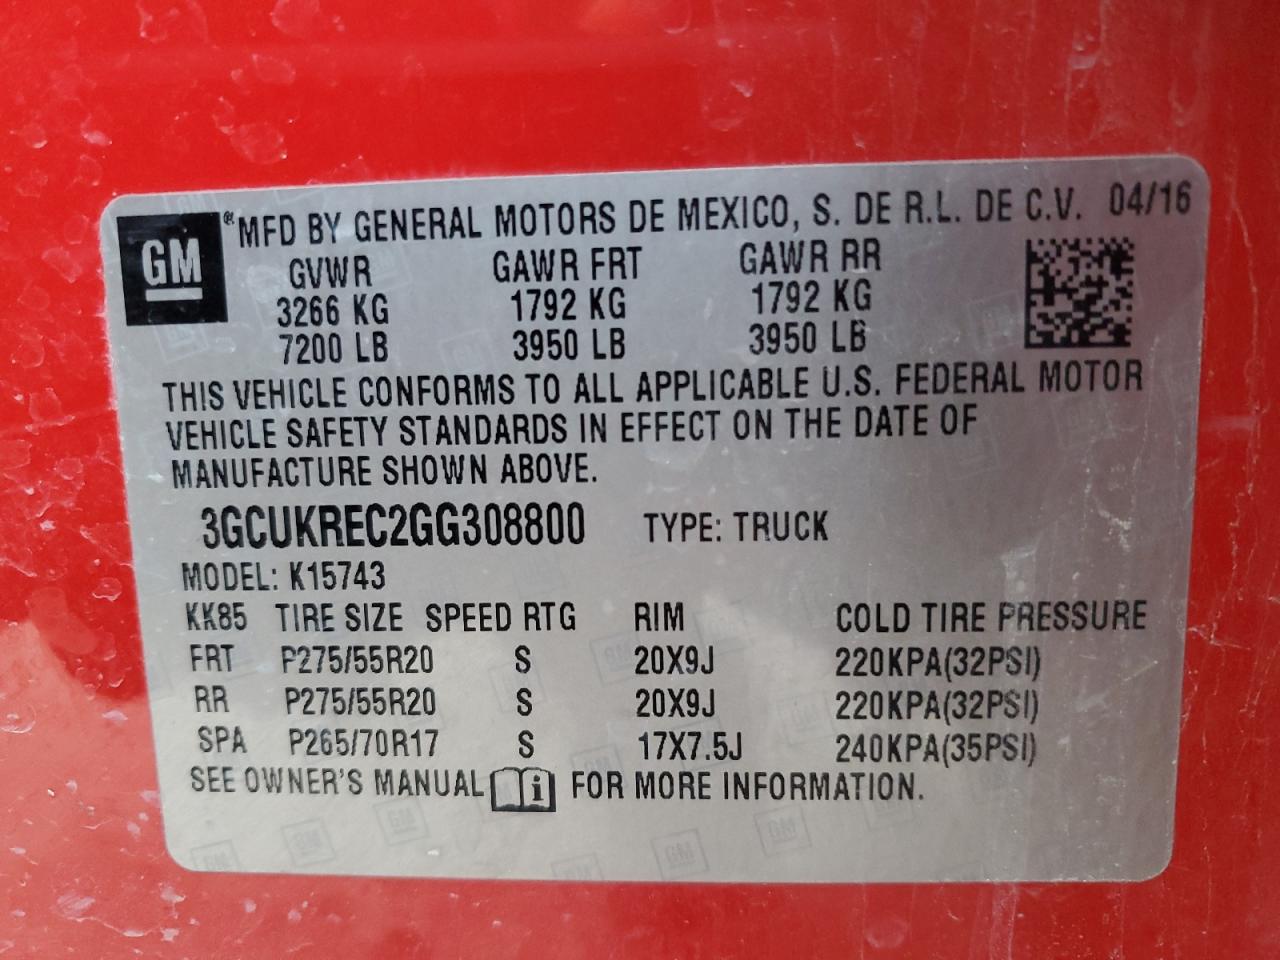 GM ® MFD BY GENERAL MOTORS DE MEXICO, S. DE R.L. DE C.V. 04/16
GVWR GAWR FRT GAWR RR
3266 KG 1792 KG 1792 KG
7200 LB 3950 LB 3950 LB
THIS VEHICLE CONFORMS TO ALL APPLICABLE U.S. FEDERAL MOTOR
VEHICLE SAFETY STANDARDS IN EFFECT ON THE DATE OF
MANUFACTURE SHOWN ABOVE.
3GCUKREC2GG308800 TYPE: TRUCK
MODEL: K15743
KK85 TIRE SIZE SPEED RTG RIM COLD TIRE PRESSURE
FRT P275/55R20 S 20X9J 220KPA(32PSI)
RR P275/55R20 S 20X9J 220KPA(32PSI)
SPA P265/70R17 S 17X7.5J 240KPA(35PSI)
SEE OWNER'S MANUAL i FOR MORE INFORMATION.